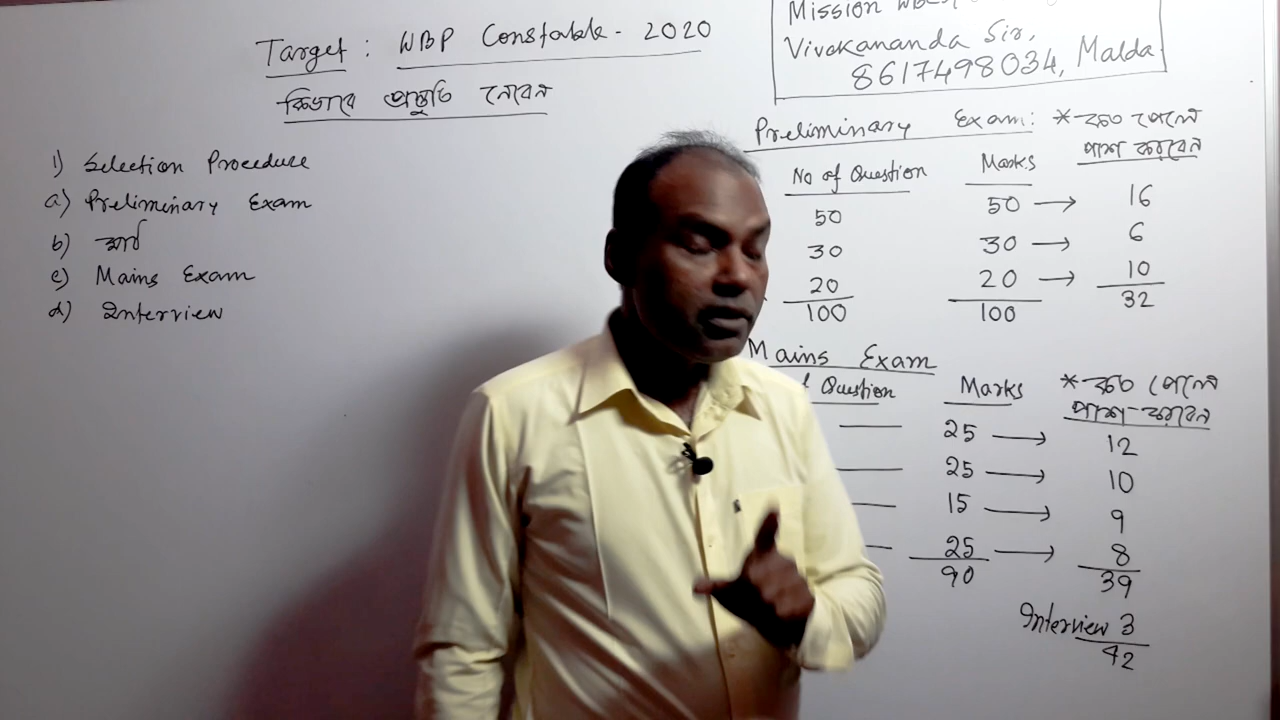 Target : WBP Constable - 2020
কিভাবে প্রস্তুতি নেবেন
1) Selection Procedure
a) Preliminary Exam
b) মাঠ
c) Mains Exam
d) Interview
Mission
Vivekananda Sir,
8617498034, Malda
Preliminary Exam: * কত পেলে
পাশ করবেন
No of Question Marks
50 50 → 16
30 30 → 6
20 20 → 10
100 100 32
Mains Exam
Question Marks * কত পেলে
পাশ করবেন
25 → 12
25 → 10
15 → 9
25 → 8
90 39
Interview 3
42